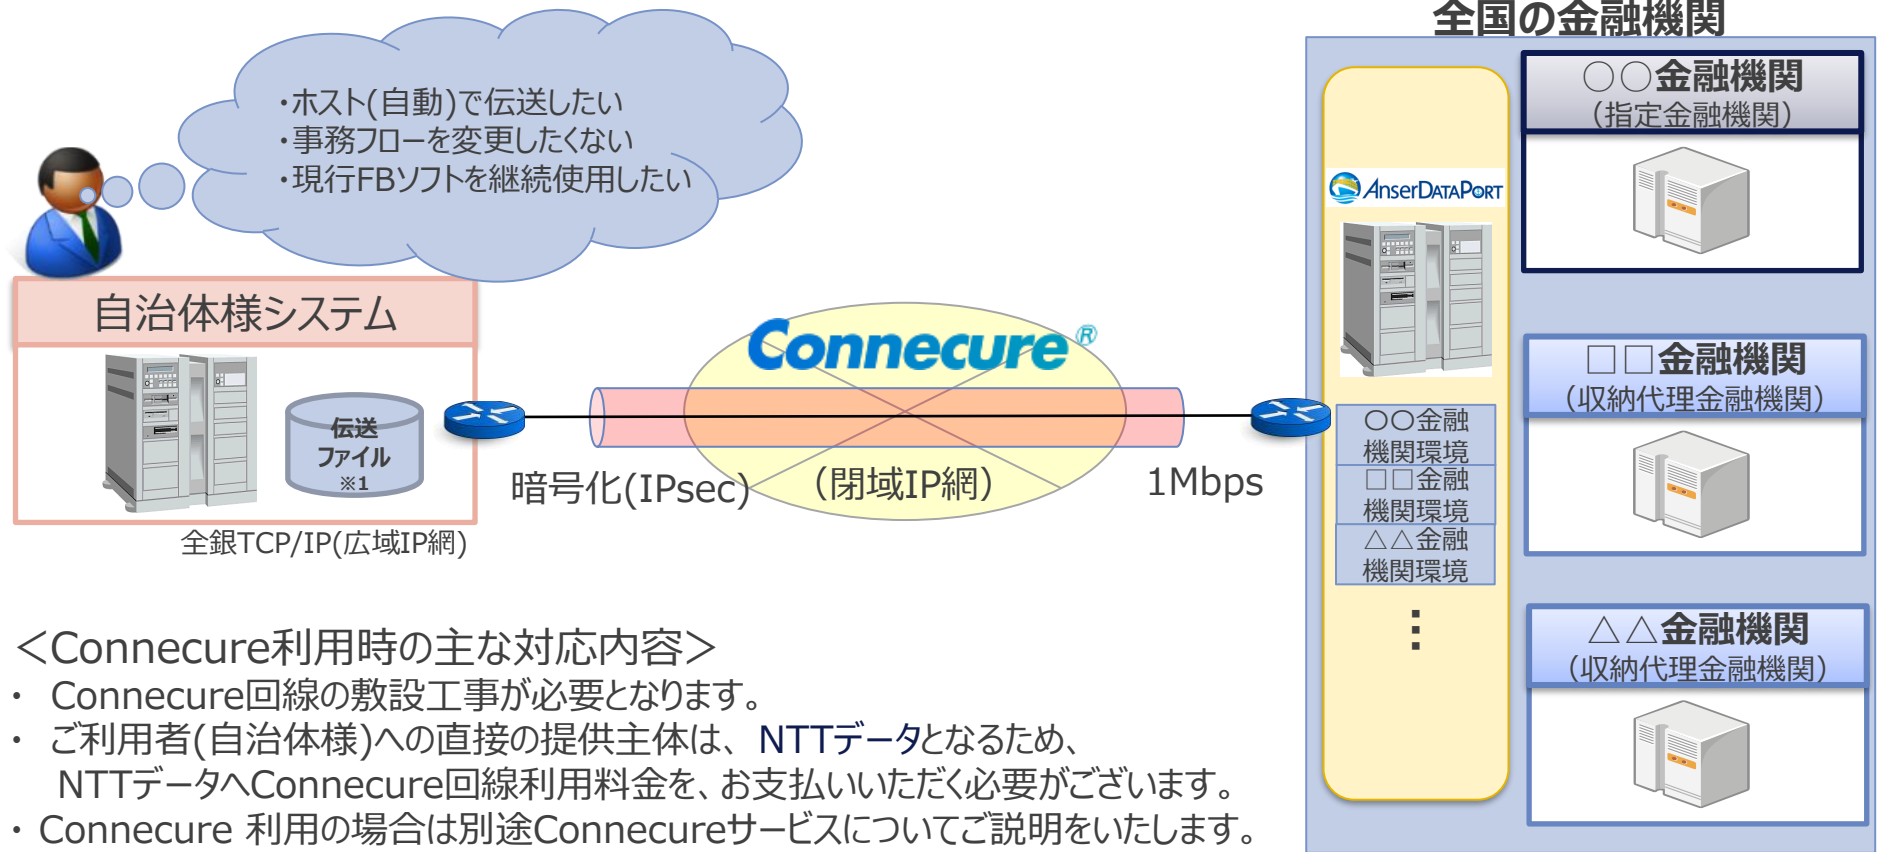 全国の金融機関
・ホスト(自動)で伝送したい
・事務フローを変更したくない
・現行FBソフトを継続使用したい
自治体様システム
伝送
ファイル
※1
全銀TCP/IP(広域IP網)
Connecure®
暗号化(IPsec)
(閉域IP網)
1Mbps
AnserDATAPORT
〇〇金融
機関環境
□□金融
機関環境
△△金融
機関環境
⋮
〇〇金融機関
(指定金融機関)
□□金融機関
(収納代理金融機関)
△△金融機関
(収納代理金融機関)
＜Connecure利用時の主な対応内容＞
・ Connecure回線の敷設工事が必要となります。
・ ご利用者(自治体様)への直接の提供主体は、NTTデータとなるため、
NTTデータへConnecure回線利用料金を、お支払いいただく必要がございます。
・ Connecure 利用の場合は別途Connecureサービスについてご説明をいたします。